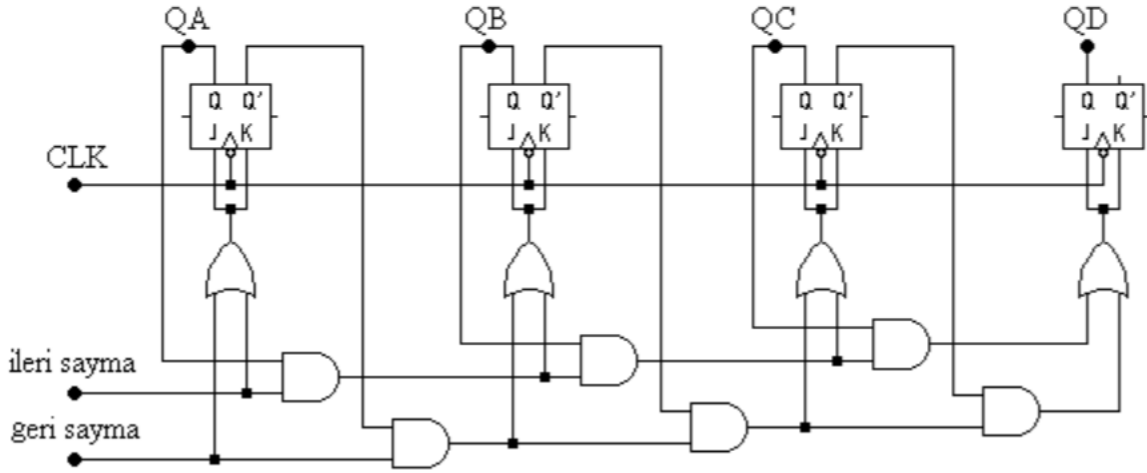 QA QB QC QD
Q Q' Q Q' Q Q' Q Q'
J K J K J K J K
CLK
ileri sayma
geri sayma